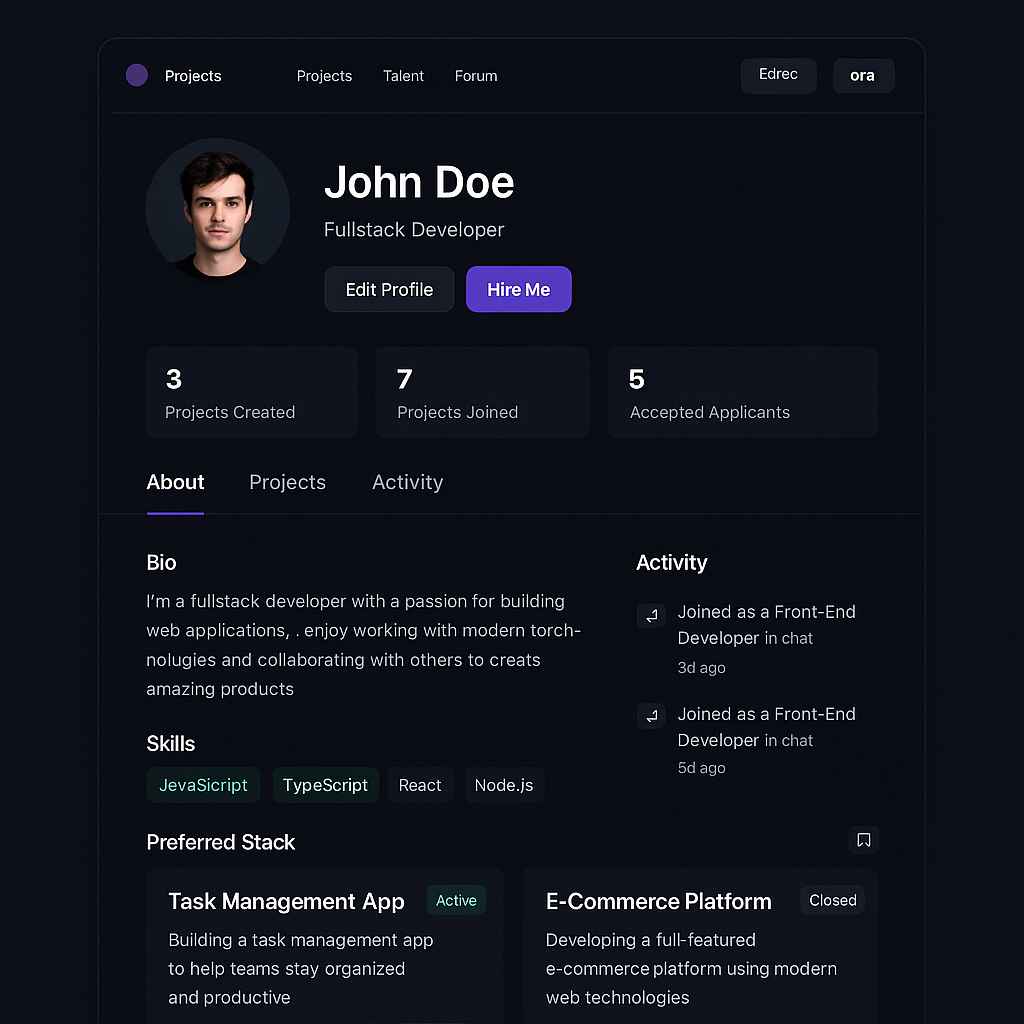 Projects
Projects Talent Forum
Edrec
ora
John Doe
Fullstack Developer
Edit Profile
Hire Me
3
Projects Created
7
Projects Joined
5
Accepted Applicants
About Projects Activity
Bio
I'm a fullstack developer with a passion for building
web applications, . enjoy working with modern torch-
nolugies and collaborating with others to creats
amazing products
Skills
JevaSicript TypeScript React Node.js
Activity
Joined as a Front-End
Developer in chat
3d ago
Joined as a Front-End
Developer in chat
5d ago
Preferred Stack
Task Management App
Active
Building a task management app
to help teams stay organized
and productive
E-Commerce Platform
Closed
Developing a full-featured
e-commerce platform using modern
web technologies